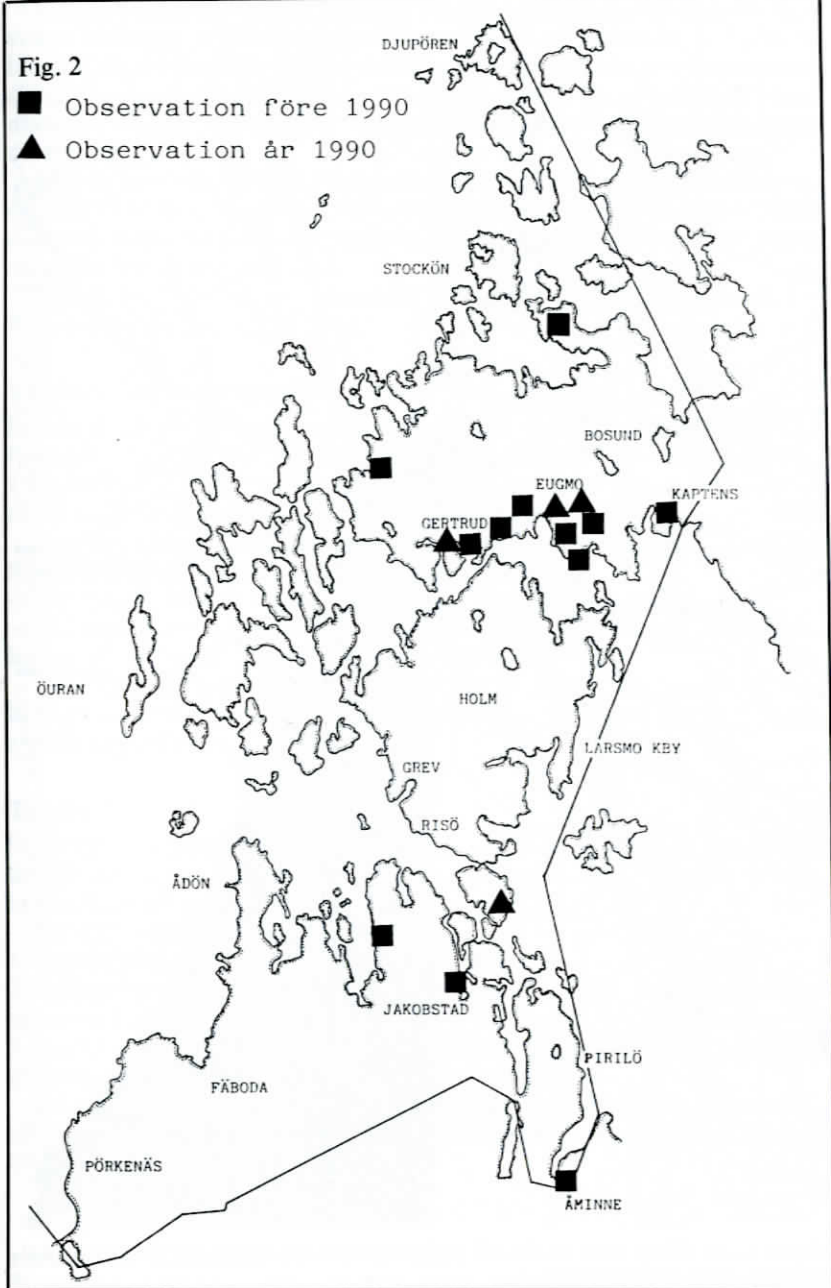 Fig. 2
Observation före 1990
Observation år 1990
DJUPÖREN
STOCKÖN
BOSUND
EUGMO
KAPTENS
GERTRUD
ÖURAN
HOLM
LARSMO KBY
GREV
RISÖ
ÅDÖN
JAKOBSTAD
PIRILÖ
FÄBODA
PÖRKENÄS
ÅMINNE